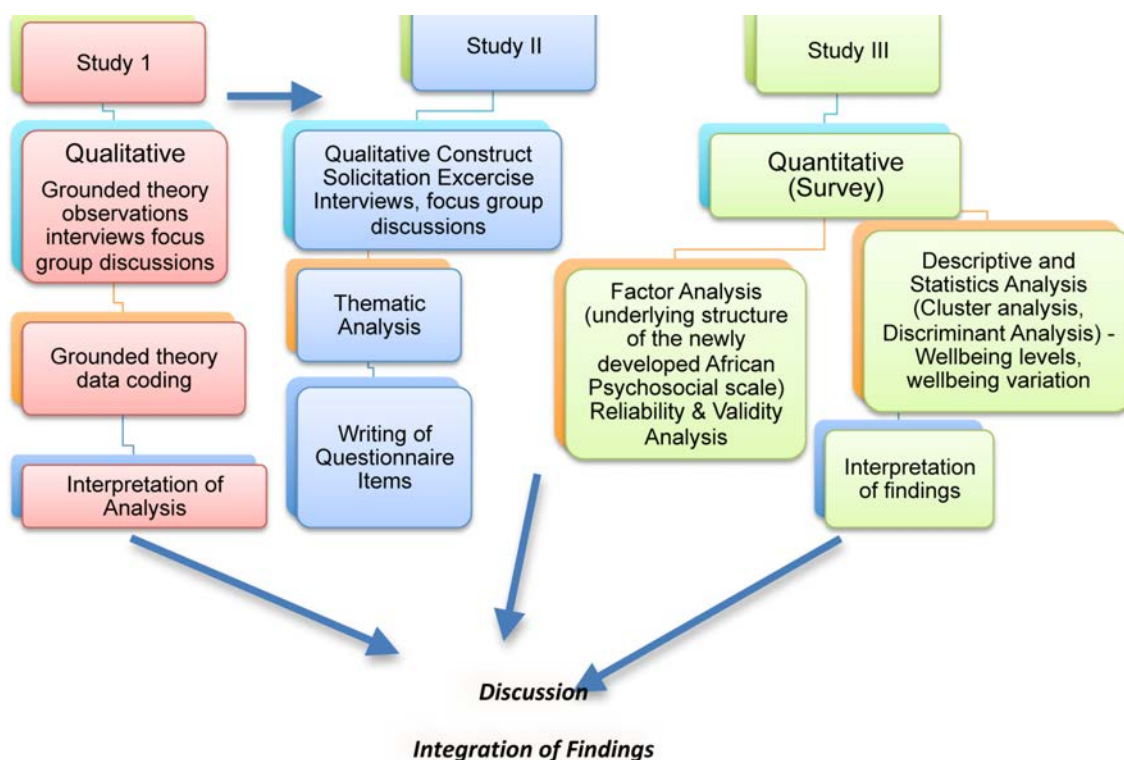 Study 1
Qualitative
Grounded theory
observations
interviews focus
group discussions
Grounded theory
data coding
Interpretation of
Analysis
Study II
Qualitative Construct
Solicitation Excercise
Interviews, focus group
discussions
Thematic
Analysis
Writing of
Questionnaire
Items
Study III
Quantitative
(Survey)
Factor Analysis
(underlying structure
of the newly
developed African
Psychosocial scale)
Reliability & Validity
Analysis
Descriptive and
Statistics Analysis
(Cluster analysis,
Discriminant Analysis) -
Wellbeing levels,
wellbeing variation
Interpretation
of findings
Discussion
Integration of Findings